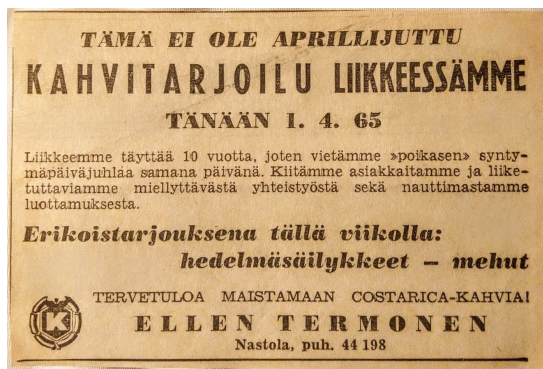 TÄMÄ EI OLE APRILLIJUTTU
KAHVITARJOILU LIIKKEESSÄMME
TÄNÄÄN 1. 4. 65
Liikkeemme täyttää 10 vuotta, joten vietämme »poikasen» synty-
mäpäiväjuhlaa samana päivänä. Kiitämme asiakkaitamme ja liike-
tuttaviamme miellyttävästä yhteistyöstä sekä nauttimastamme
luottamuksesta.
Erikoistarjouksena tällä viikolla:
hedelmäsäilykkeet – mehut
TERVETULOA MAISTAMAAN COSTARICA-KAHVIA!
K
ELLEN TERMONEN
Nastola, puh. 44 198